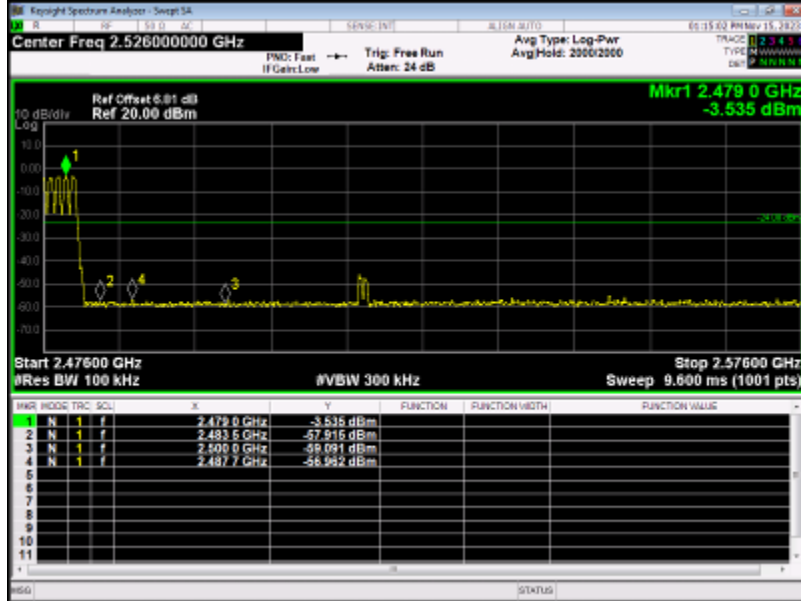 Keysight Spectrum Analyzer - Swept SA
R RF 50 Ω AC SENSE:INT ALIGN AUTO 01:15:02 PM Nov 15, 2023
Center Freq 2.526000000 GHz
PNO: Fast
IFGain:Low
Trig: Free Run
Atten: 24 dB
Avg Type: Log-Pwr
Avg|Hold: 2000/2000
TRACE 1 2 3 4 5
TYPE M
DET P N N N N
Mkr1 2.479 0 GHz
-3.535 dBm
Ref Offset 6.81 dB
Ref 20.00 dBm
10 dB/div
Log
10.0
0.00
-10.0
-20.0
-30.0
-40.0
-50.0
-60.0
-70.0
1
2
4
3
Start 2.47600 GHz
Stop 2.57600 GHz
#Res BW 100 kHz
#VBW 300 kHz
Sweep 9.600 ms (1001 pts)
MKR MODE TRC SCL X Y FUNCTION FUNCTION WIDTH FUNCTION VALUE
1 N 1 f 2.479 0 GHz -3.535 dBm
2 N 1 f 2.483 5 GHz -57.915 dBm
3 N 1 f 2.500 0 GHz -59.091 dBm
4 N 1 f 2.487 7 GHz -56.962 dBm
5
6
7
8
9
10
11
MSG STATUS